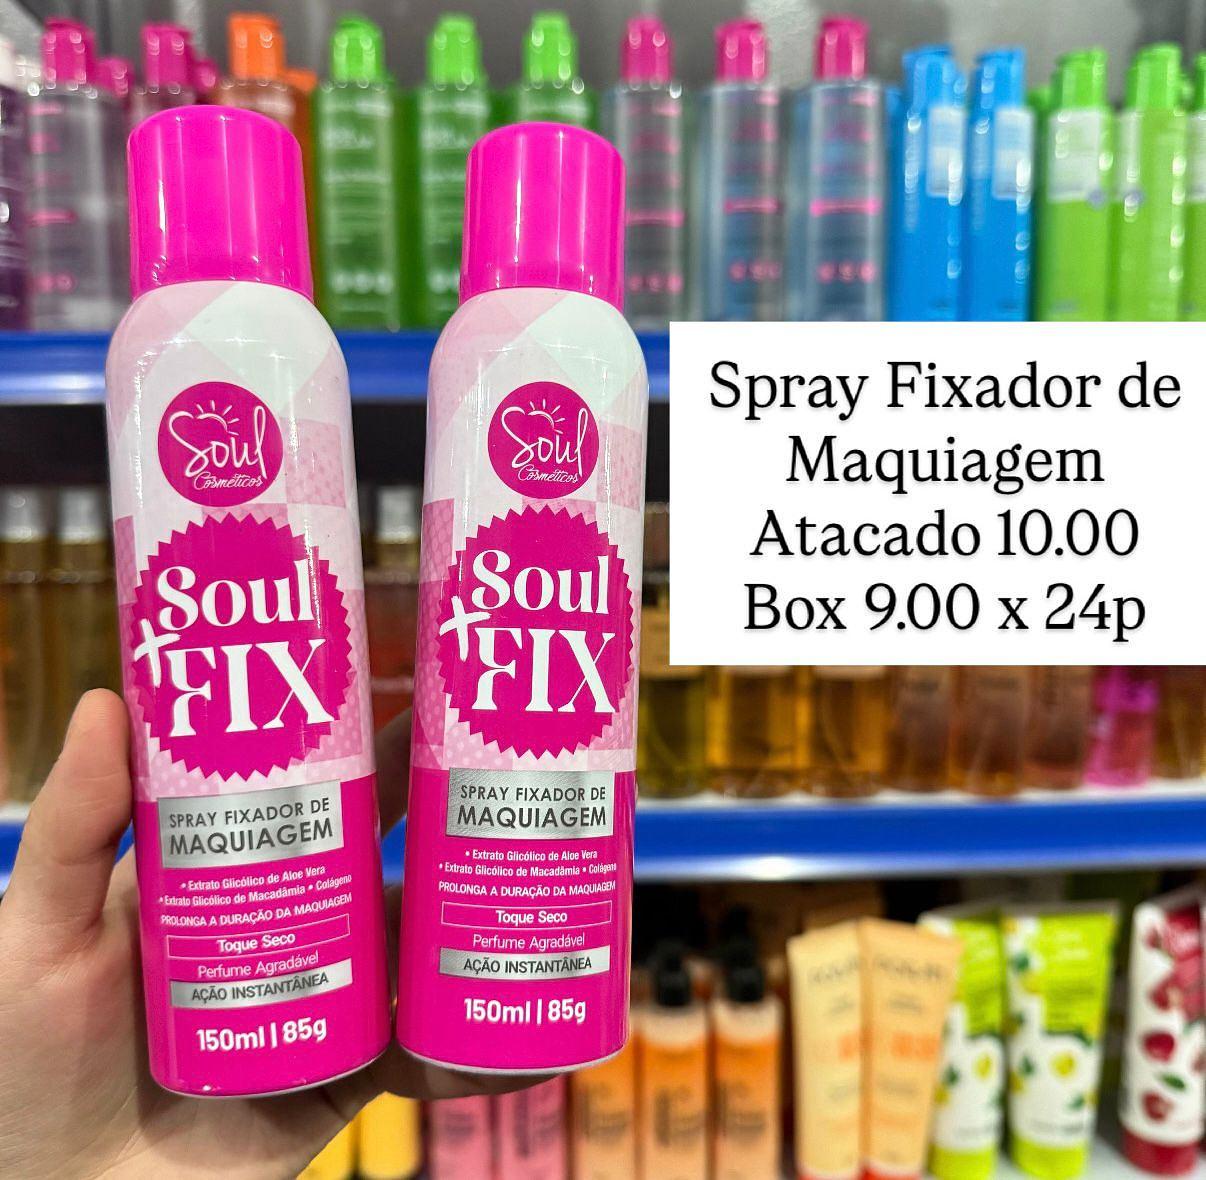 Soul
Cosméticos
Soul
+FIX
SPRAY FIXADOR DE
MAQUIAGEM
• Extrato Glicólico de Aloe Vera
• Extrato Glicólico de Macadâmia • Colágeno
PROLONGA A DURAÇÃO DA MAQUIAGEM
Toque Seco
Perfume Agradável
AÇÃO INSTANTÂNEA
150ml | 85g
Soul
Cosméticos
Soul
+FIX
SPRAY FIXADOR DE
MAQUIAGEM
• Extrato Glicólico de Aloe Vera
• Extrato Glicólico de Macadâmia • Colágeno
PROLONGA A DURAÇÃO DA MAQUIAGEM
Toque Seco
Perfume Agradável
AÇÃO INSTANTÂNEA
150ml | 85g
Spray Fixador de
Maquiagem
Atacado 10.00
Box 9.00 x 24p